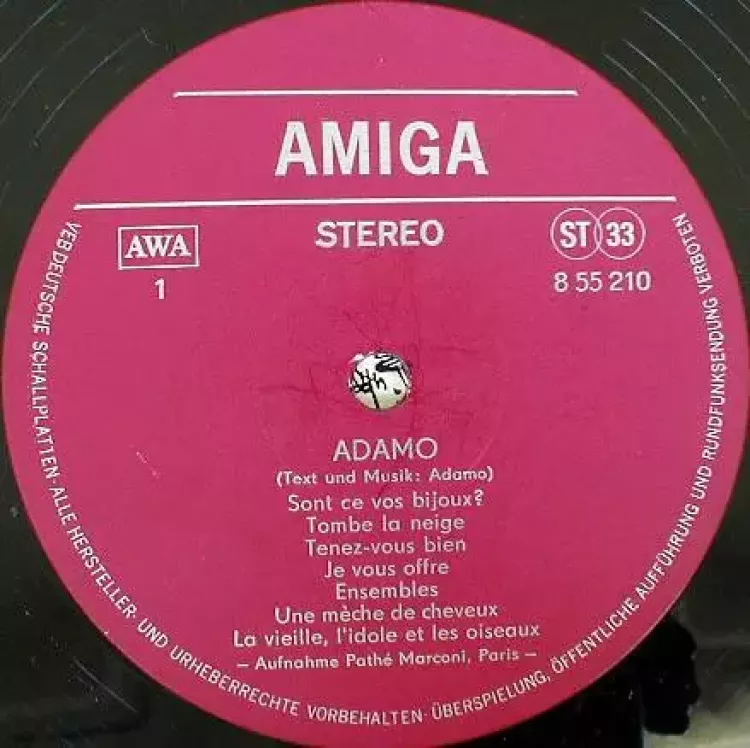 AMIGA
AWA
STEREO
ST 33
1
8 55 210
ADAMO
(Text und Musik: Adamo)
Sont ce vos bijoux?
Tombe la neige
Tenez-vous bien
Je vous offre
Ensembles
Une mèche de cheveux
La vieille, l'idole et les oiseaux
– Aufnahme Pathé Marconi, Paris –
VEB DEUTSCHE SCHALLPLATTEN · ALLE HERSTELLER- UND URHEBERRECHTE VORBEHALTEN · ÜBERSPIELUNG, ÖFFENTLICHE AUFFÜHRUNG UND RUNDFUNKSENDUNG VERBOTEN